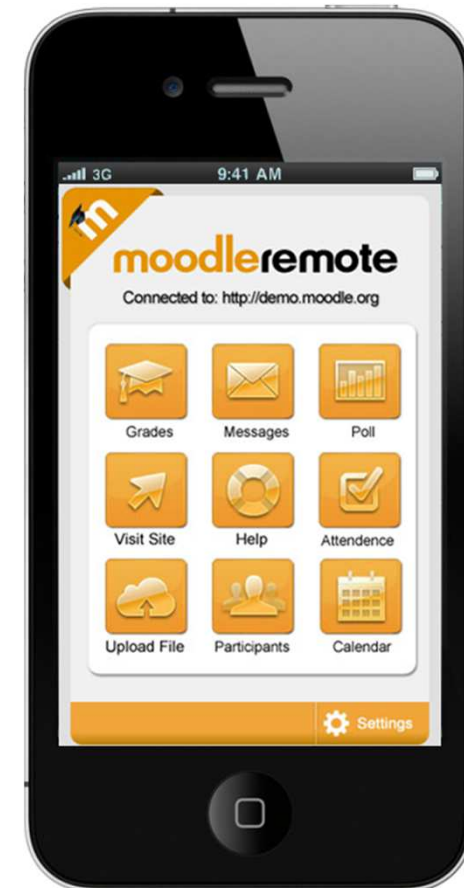 3G 9:41 AM
m
moodleremote
Connected to: http://demo.moodle.org
Grades Messages Poll
Visit Site Help Attendence
Upload File Participants Calendar
Settings